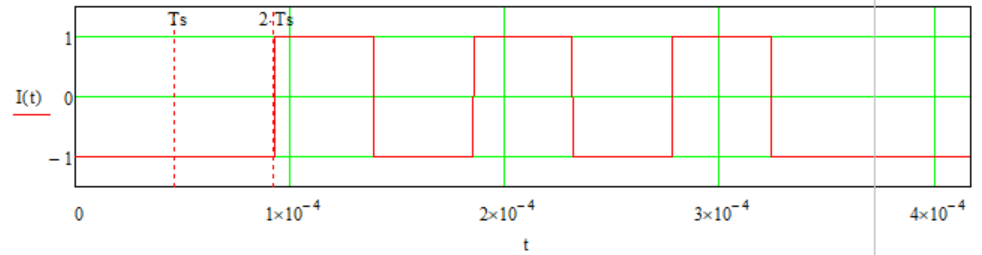 Ts 2·Ts
1
I(t) 0
−1
0 1×10⁻⁴ 2×10⁻⁴ 3×10⁻⁴ 4×10⁻⁴
t